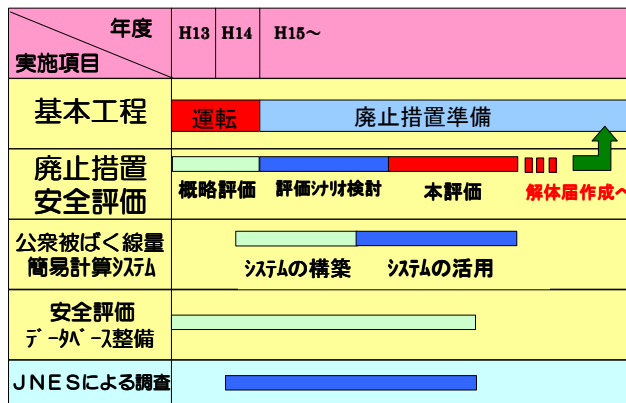 年度
H13 H14 H15～
実施項目
基本工程
運転 廃止措置準備
廃止措置
安全評価
概略評価 評価ｼﾅﾘｵ検討 本評価 解体届作成へ
公衆被ばく線量
簡易計算ｼｽﾃﾑ
ｼｽﾃﾑの構築 ｼｽﾃﾑの活用
安全評価
ﾃﾞｰﾀﾍﾞｰｽ整備
ＪＮＥＳによる調査